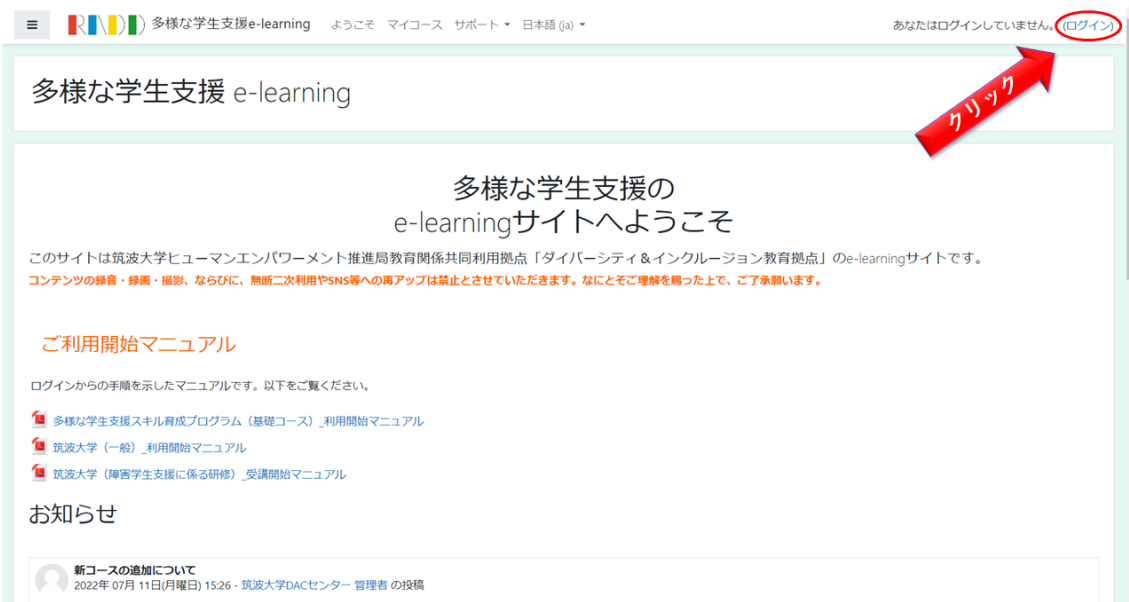 多様な学生支援e-learning ようこそ マイコース サポート 日本語 (ja) あなたはログインしていません。(ログイン)
クリック
多様な学生支援 e-learning
多様な学生支援の
e-learningサイトへようこそ
このサイトは筑波大学ヒューマンエンパワーメント推進局教育関係共同利用拠点「ダイバーシティ＆インクルージョン教育拠点」のe-learningサイトです。
コンテンツの録音・録画・撮影、ならびに、無断二次利用やSNS等への再アップは禁止とさせていただきます。なにとぞご理解を賜った上で、ご了承願います。
ご利用開始マニュアル
ログインからの手順を示したマニュアルです。以下をご覧ください。
多様な学生支援スキル育成プログラム（基礎コース）_利用開始マニュアル
筑波大学（一般）_利用開始マニュアル
筑波大学（障害学生支援に係る研修）_受講開始マニュアル
お知らせ
新コースの追加について
2022年 07月 11日(月曜日) 15:26 - 筑波大学DACセンター 管理者 の投稿